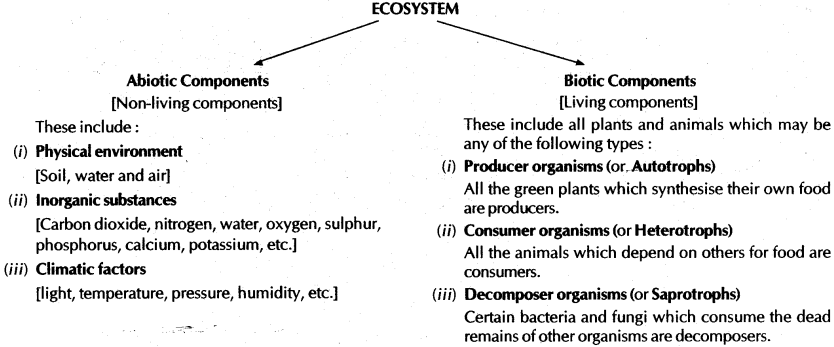 ECOSYSTEM
Abiotic Components
[Non-living components]
These include :
(i) Physical environment
[Soil, water and air]
(ii) Inorganic substances
[Carbon dioxide, nitrogen, water, oxygen, sulphur,
phosphorus, calcium, potassium, etc.]
(iii) Climatic factors
[light, temperature, pressure, humidity, etc.]
Biotic Components
[Living components]
These include all plants and animals which may be
any of the following types :
(i) Producer organisms (or Autotrophs)
All the green plants which synthesise their own food
are producers.
(ii) Consumer organisms (or Heterotrophs)
All the animals which depend on others for food are
consumers.
(iii) Decomposer organisms (or Saprotrophs)
Certain bacteria and fungi which consume the dead
remains of other organisms are decomposers.